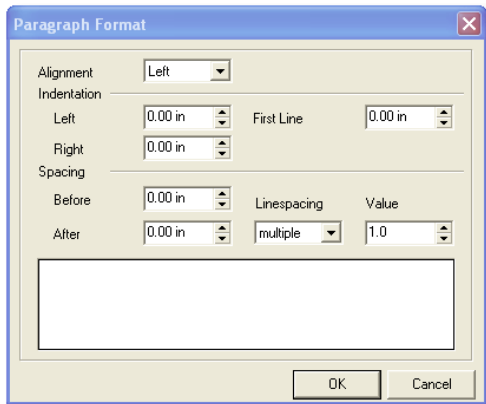 Paragraph Format
Alignment Left
Indentation
Left 0.00 in First Line 0.00 in
Right 0.00 in
Spacing
Before 0.00 in Linespacing Value
After 0.00 in multiple 1.0
OK Cancel